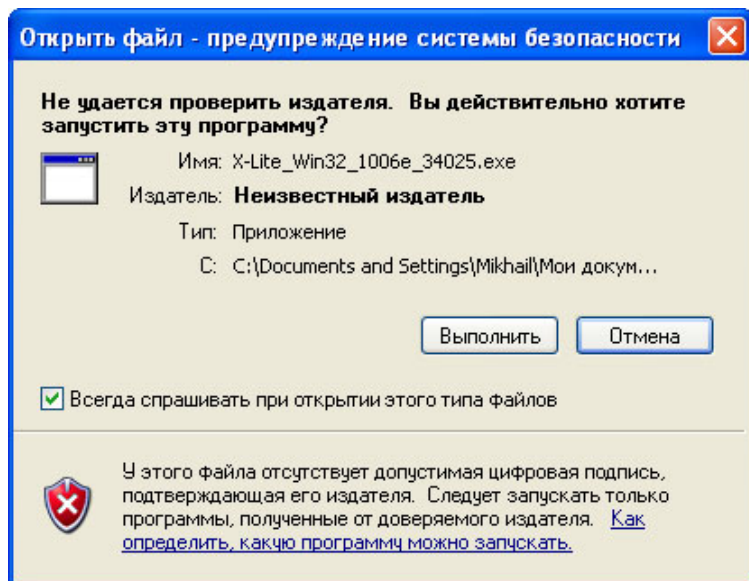 Открыть файл - предупреждение системы безопасности
Не удается проверить издателя. Вы действительно хотите
запустить эту программу?
Имя: X-Lite_Win32_1006e_34025.exe
Издатель: Неизвестный издатель
Тип: Приложение
С: C:\Documents and Settings\Mikhail\Мои докум...
Выполнить Отмена
Всегда спрашивать при открытии этого типа файлов
У этого файла отсутствует допустимая цифровая подпись,
подтверждающая его издателя. Следует запускать только
программы, полученные от доверяемого издателя. Как
определить, какую программу можно запускать.